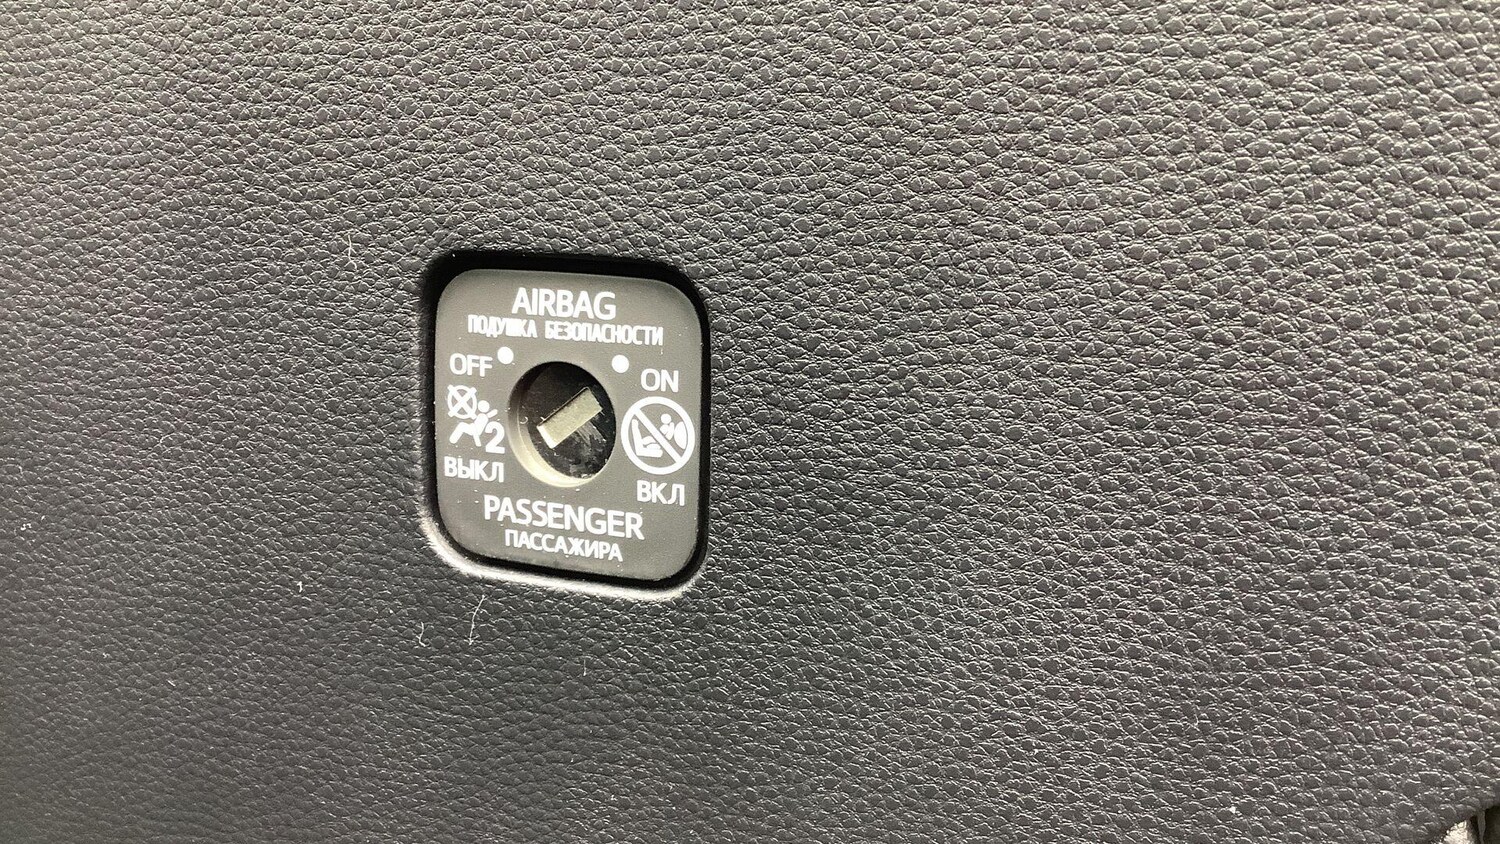 AIRBAG
ПОДУШКА БЕЗОПАСНОСТИ
OFF
ON
2
ВЫКЛ
ВКЛ
PASSENGER
ПАССАЖИРА